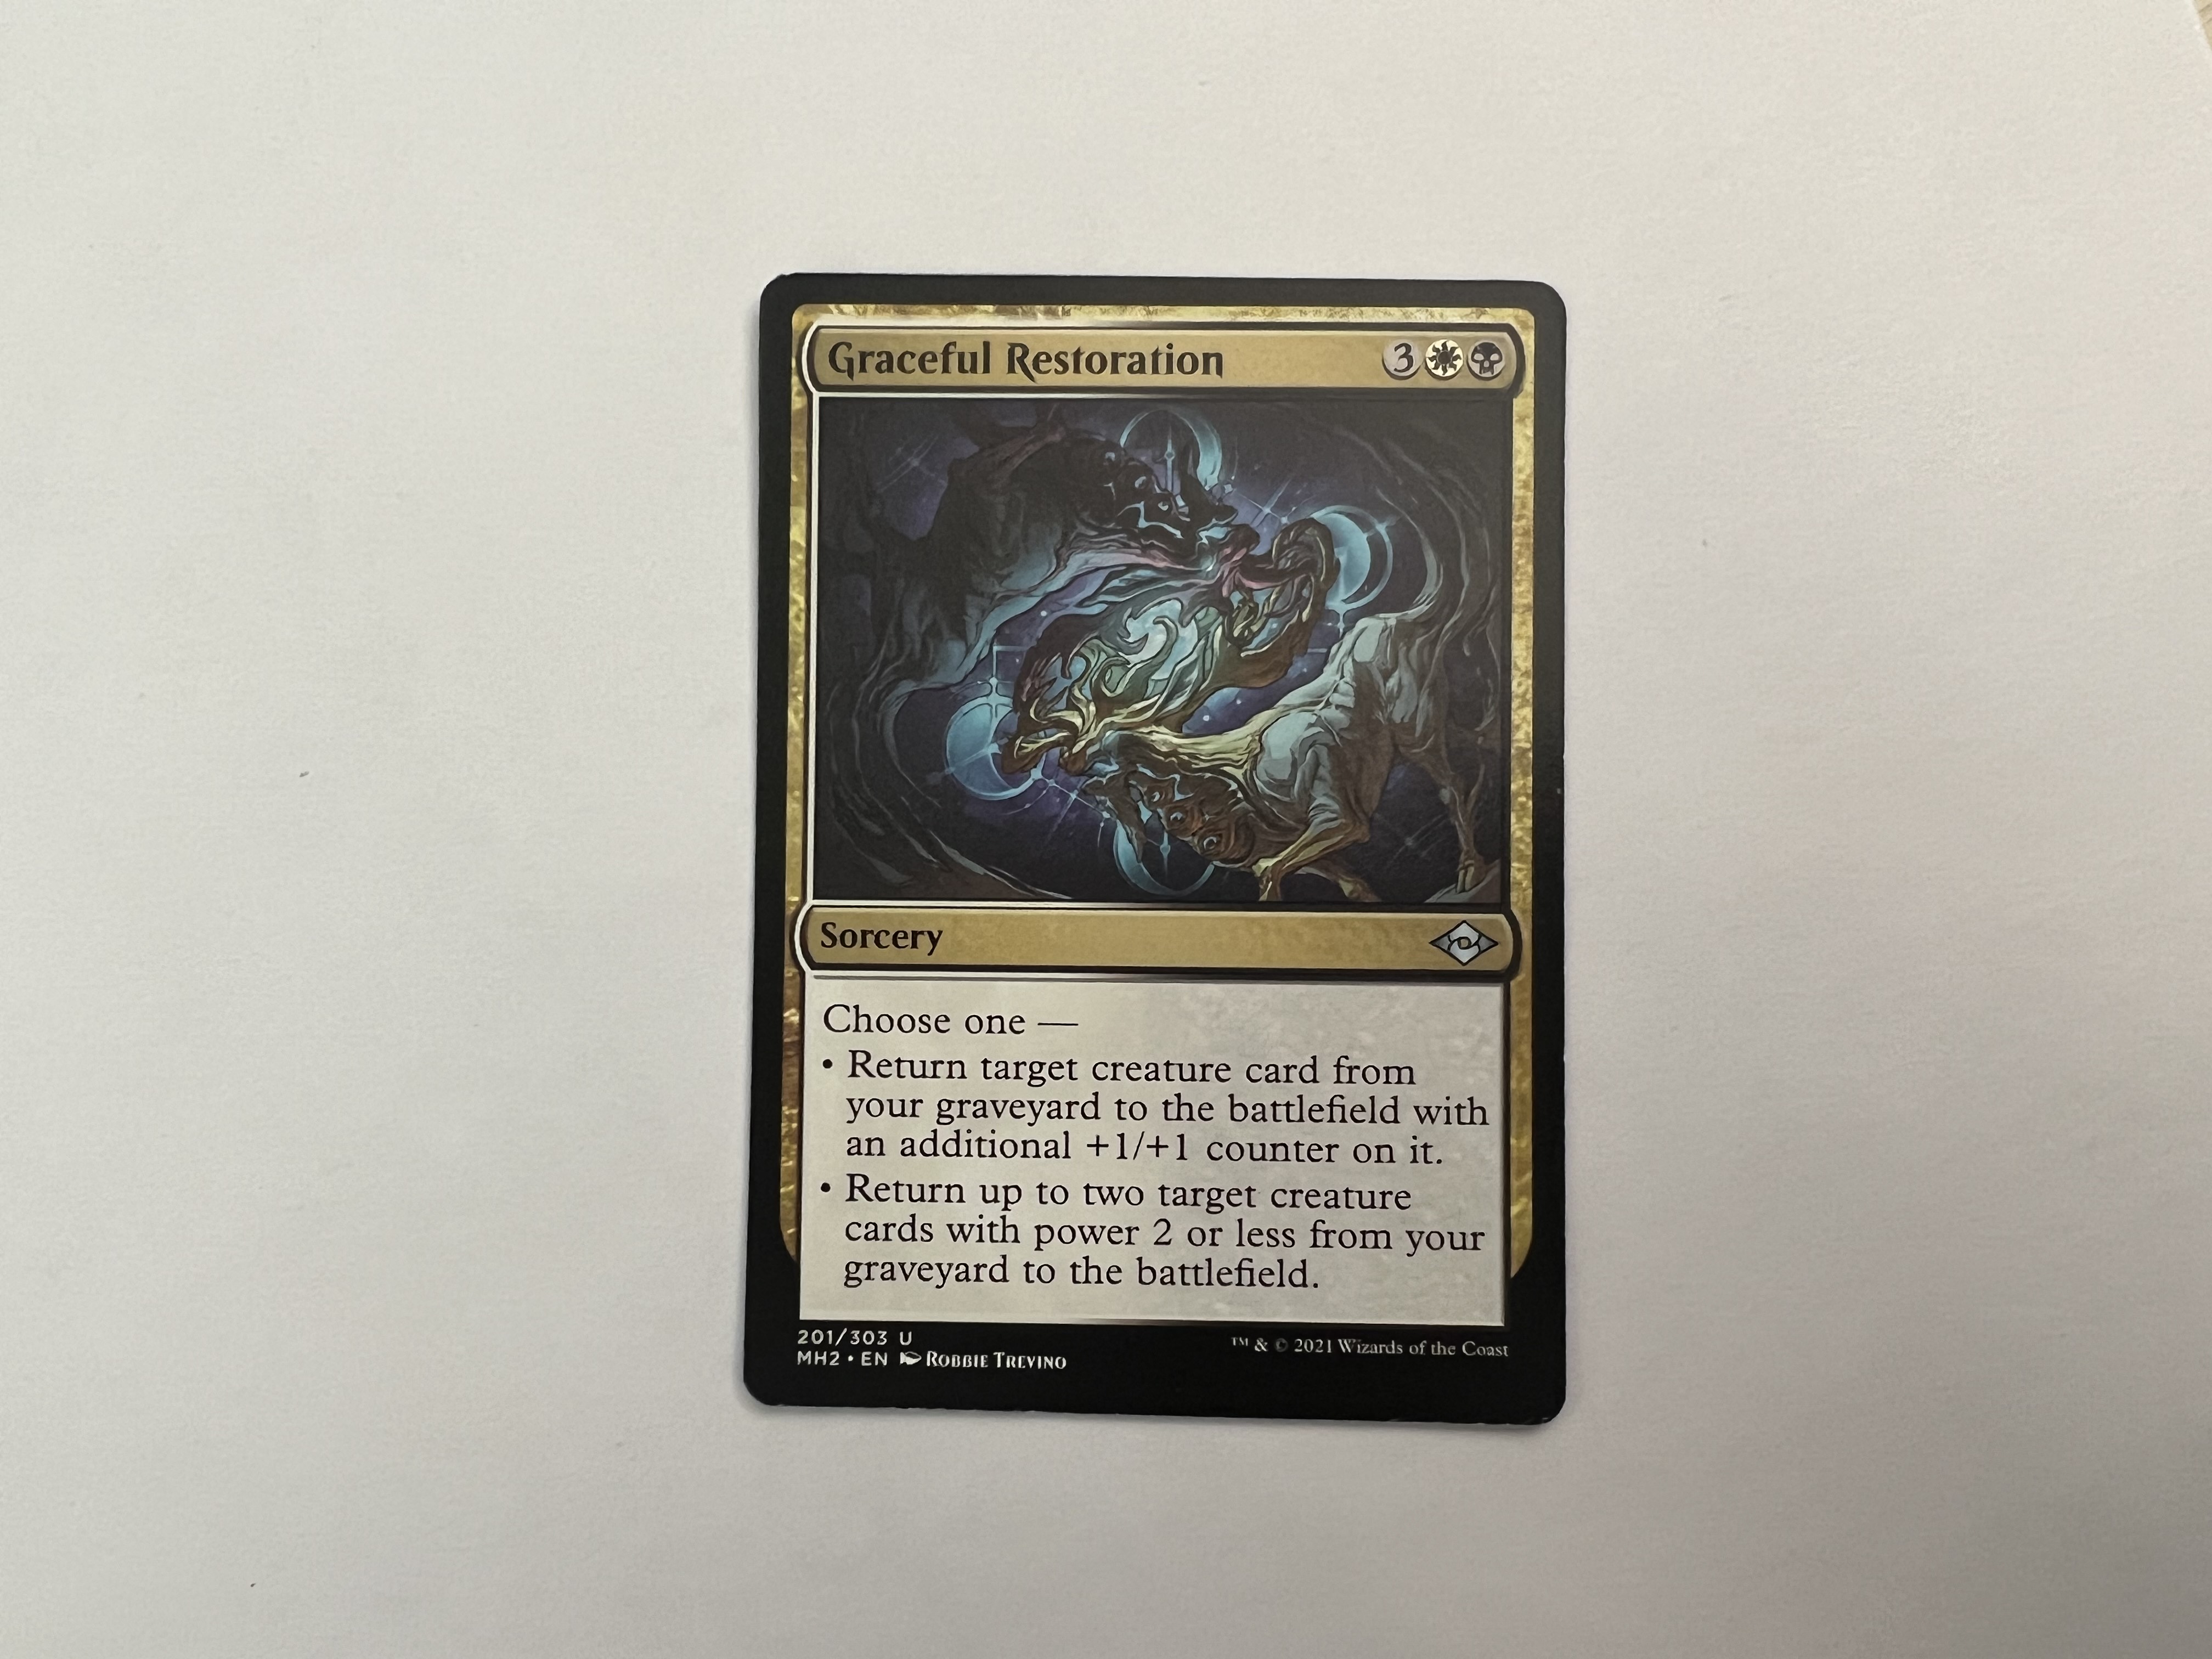 Graceful Restoration 3
Sorcery
Choose one —
• Return target creature card from
your graveyard to the battlefield with
an additional +1/+1 counter on it.
• Return up to two target creature
cards with power 2 or less from your
graveyard to the battlefield.
201/303 U
MH2 • EN ROBBIE TREVINO
™ & © 2021 Wizards of the Coast